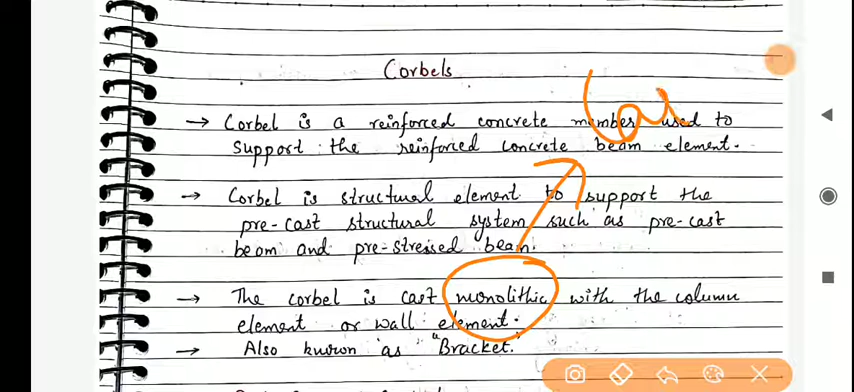 Corbels
→ Corbel is a reinforced concrete member used to
support the reinforced concrete beam element.
→ Corbel is structural element to support the
pre-cast structural system such as pre-cast
beam and pre-stressed beam.
→ The corbel is cast monolithic with the column
element or wall element.
→ Also known as "Bracket."